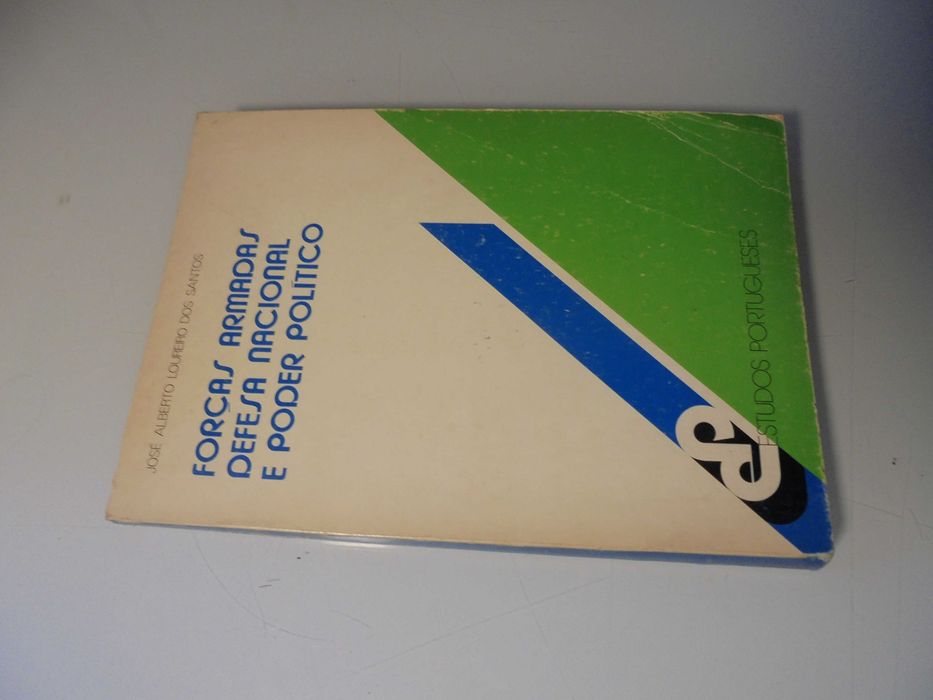 JOSÉ ALBERTO LOUREIRO DOS SANTOS
FORÇAS ARMADAS
DEFESA NACIONAL
E PODER POLÍTICO
ESTUDOS PORTUGUESES